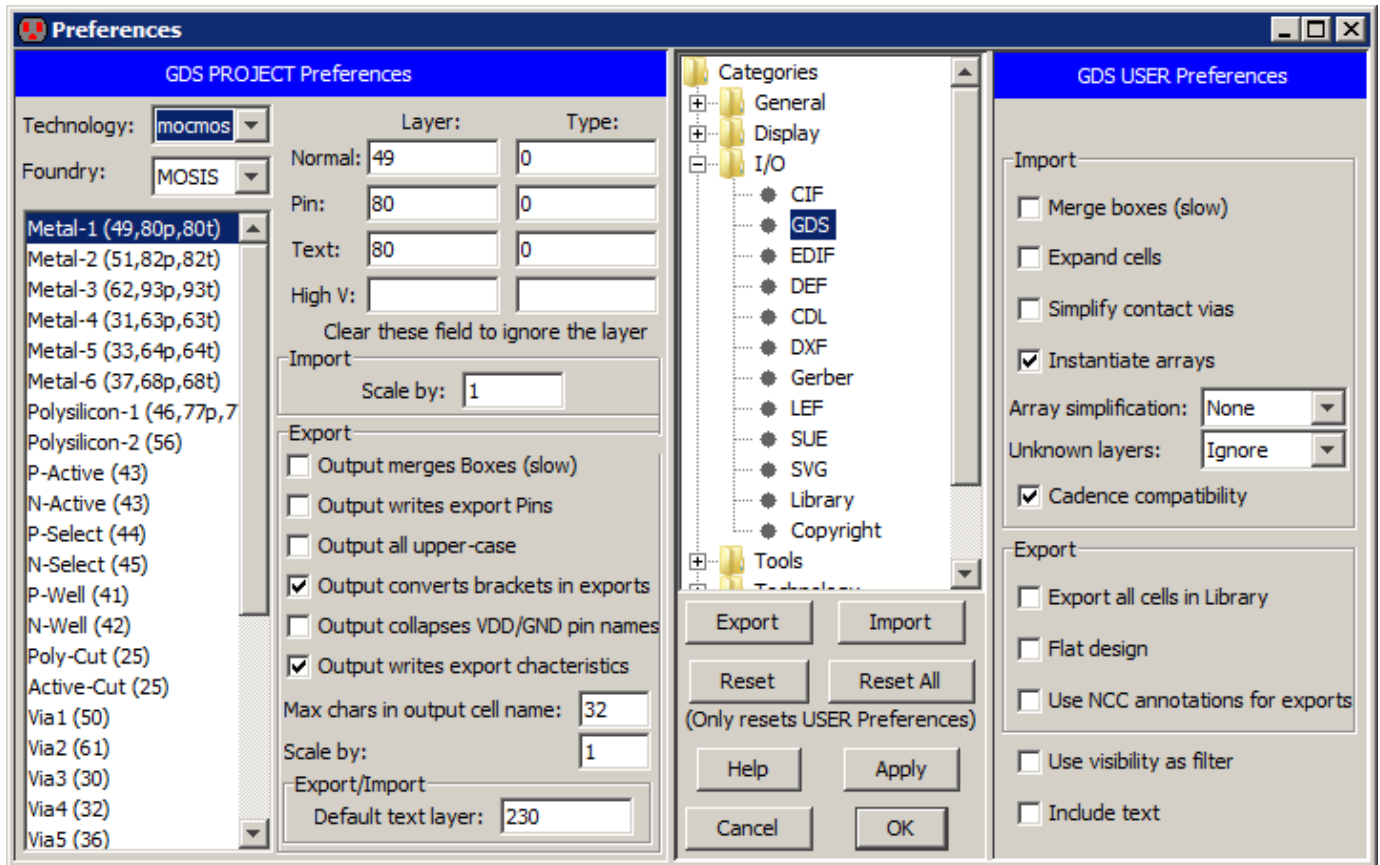 Preferences
GDS PROJECT Preferences
Technology: mocmos
Foundry: MOSIS
Metal-1 (49,80p,80t)
Metal-2 (51,82p,82t)
Metal-3 (62,93p,93t)
Metal-4 (31,63p,63t)
Metal-5 (33,64p,64t)
Metal-6 (37,68p,68t)
Polysilicon-1 (46,77p,7
Polysilicon-2 (56)
P-Active (43)
N-Active (43)
P-Select (44)
N-Select (45)
P-Well (41)
N-Well (42)
Poly-Cut (25)
Active-Cut (25)
Via1 (50)
Via2 (61)
Via3 (30)
Via4 (32)
Via5 (36)
Layer: Type:
Normal: 49 0
Pin: 80 0
Text: 80 0
High V:
Clear these field to ignore the layer
Import
Scale by: 1
Export
Output merges Boxes (slow)
Output writes export Pins
Output all upper-case
Output converts brackets in exports
Output collapses VDD/GND pin names
Output writes export chacteristics
Max chars in output cell name: 32
Scale by: 1
Export/Import
Default text layer: 230
Categories
General
Display
I/O
CIF
GDS
EDIF
DEF
CDL
DXF
Gerber
LEF
SUE
SVG
Library
Copyright
Tools
Technology
Export Import
Reset Reset All
(Only resets USER Preferences)
Help Apply
Cancel OK
GDS USER Preferences
Import
Merge boxes (slow)
Expand cells
Simplify contact vias
Instantiate arrays
Array simplification: None
Unknown layers: Ignore
Cadence compatibility
Export
Export all cells in Library
Flat design
Use NCC annotations for exports
Use visibility as filter
Include text